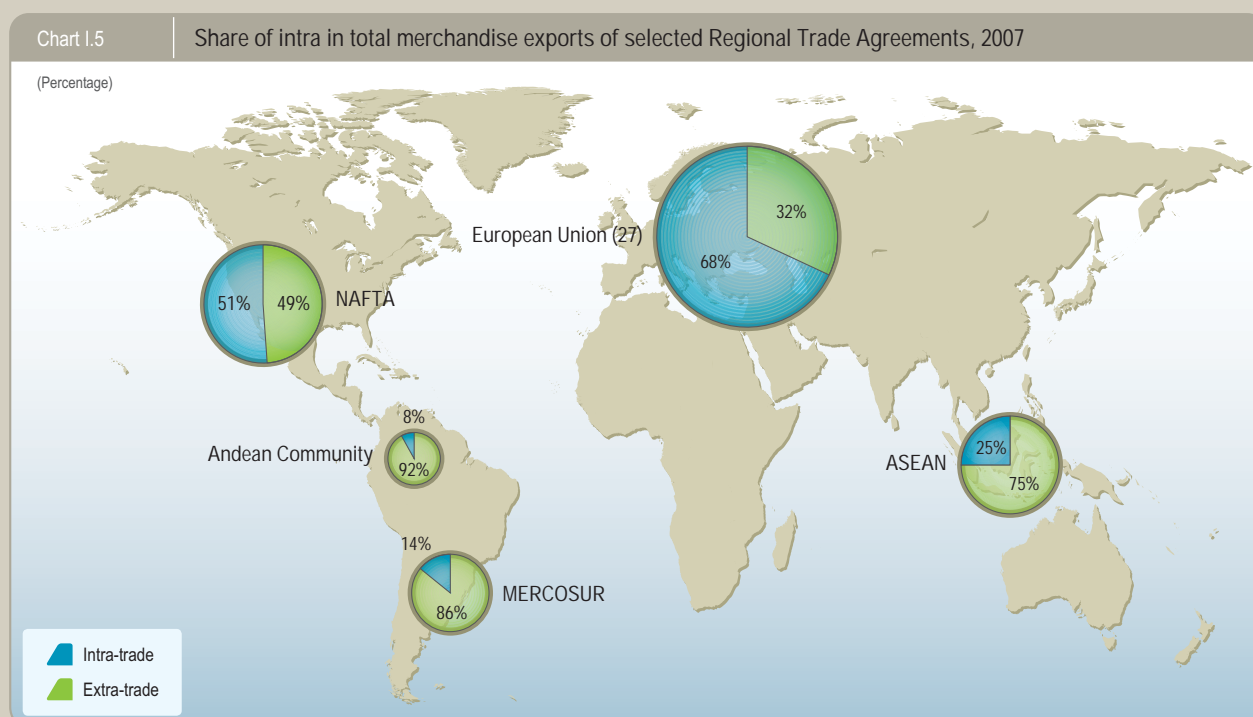 Chart I.5
Share of intra in total merchandise exports of selected Regional Trade Agreements, 2007
(Percentage)
European Union (27)
32%
68%
51%
49%
NAFTA
8%
Andean Community
92%
ASEAN
25%
75%
14%
MERCOSUR
86%
Intra-trade
Extra-trade